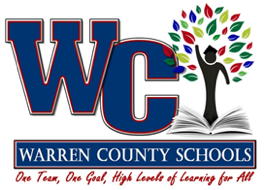 WC
WARREN COUNTY SCHOOLS
One Team, One Goal, High Levels of Learning for All